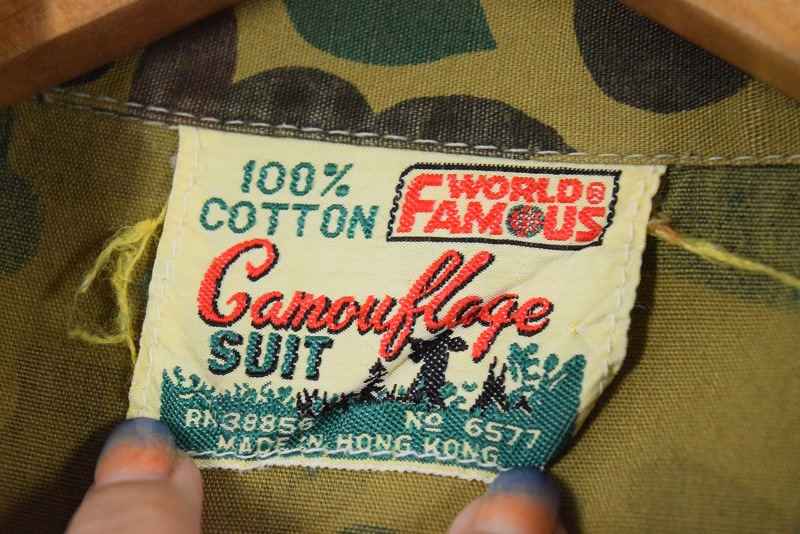 100%
COTTON
WORLD®
FAMOUS
Camouflage
SUIT
RN 38856 No 6577
MADE IN HONG KONG